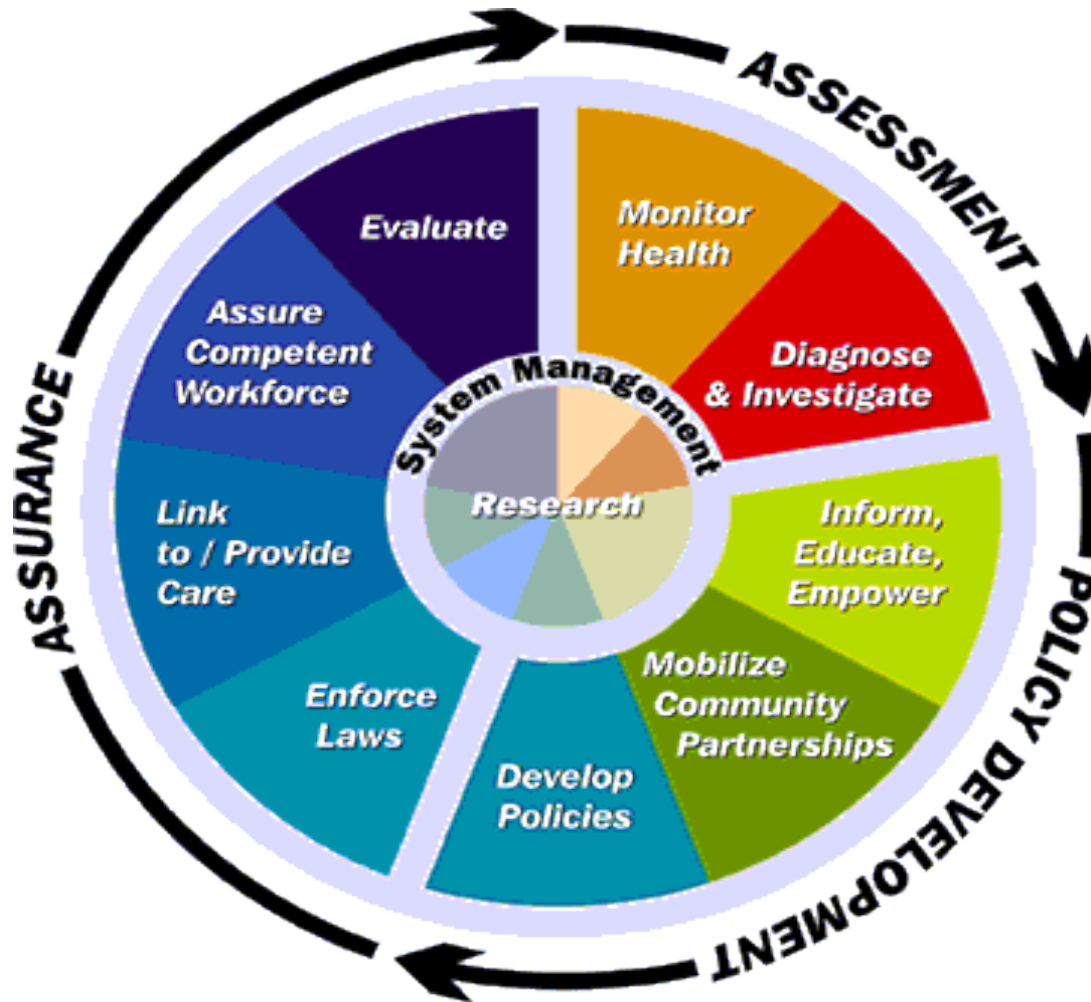 ASSESSMENT
Monitor
Health
Diagnose
& Investigate
POLICY DEVELOPMENT
Inform,
Educate,
Empower
Mobilize
Community
Partnerships
Develop
Policies
ASSURANCE
Enforce
Laws
Link
to / Provide
Care
Assure
Competent
Workforce
Evaluate
System Management
Research